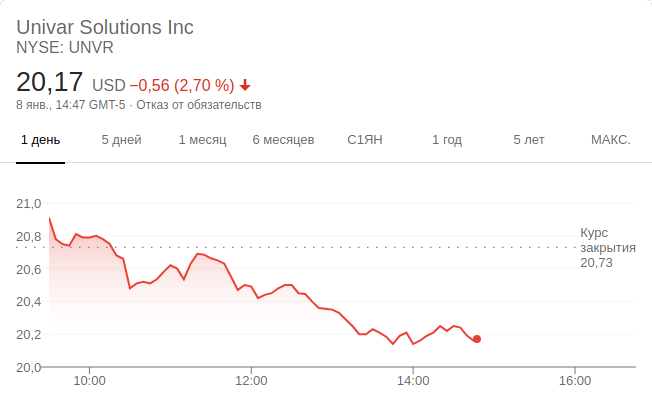 Univar Solutions Inc
NYSE: UNVR
20,17 USD −0,56 (2,70 %)
8 янв., 14:47 GMT-5 · Отказ от обязательств
1 день 5 дней 1 месяц 6 месяцев С1ЯН 1 год 5 лет МАКС.
21,0
20,8
20,6
20,4
20,2
20,0
Курс
закрытия
20,73
10:00 12:00 14:00 16:00